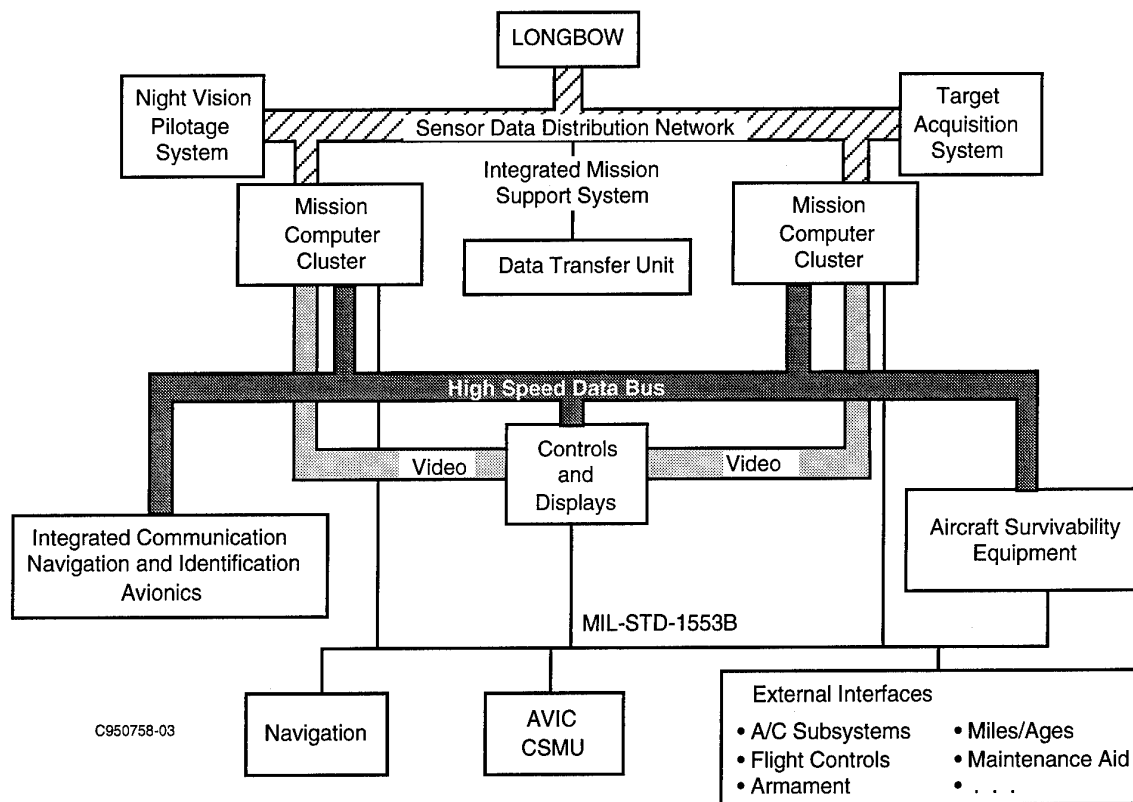 LONGBOW
Night Vision
Pilotage
System
Sensor Data Distribution Network
Target
Acquisition
System
Integrated Mission
Support System
Mission
Computer
Cluster
Data Transfer Unit
Mission
Computer
Cluster
High Speed Data Bus
Video
Controls
and
Displays
Video
Integrated Communication
Navigation and Identification
Avionics
Aircraft Survivability
Equipment
MIL-STD-1553B
Navigation
AVIC
CSMU
External Interfaces
• A/C Subsystems
• Flight Controls
• Armament
• Miles/Ages
• Maintenance Aid
• . . .
C950758-03